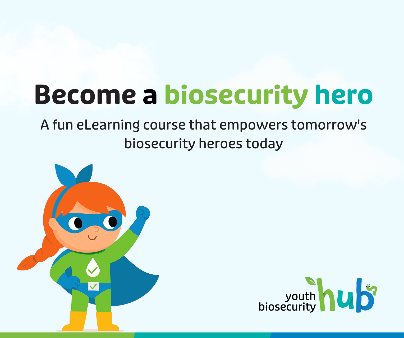 Become a biosecurity hero
A fun eLearning course that empowers tomorrow's
biosecurity heroes today
youth
biosecurity
hub